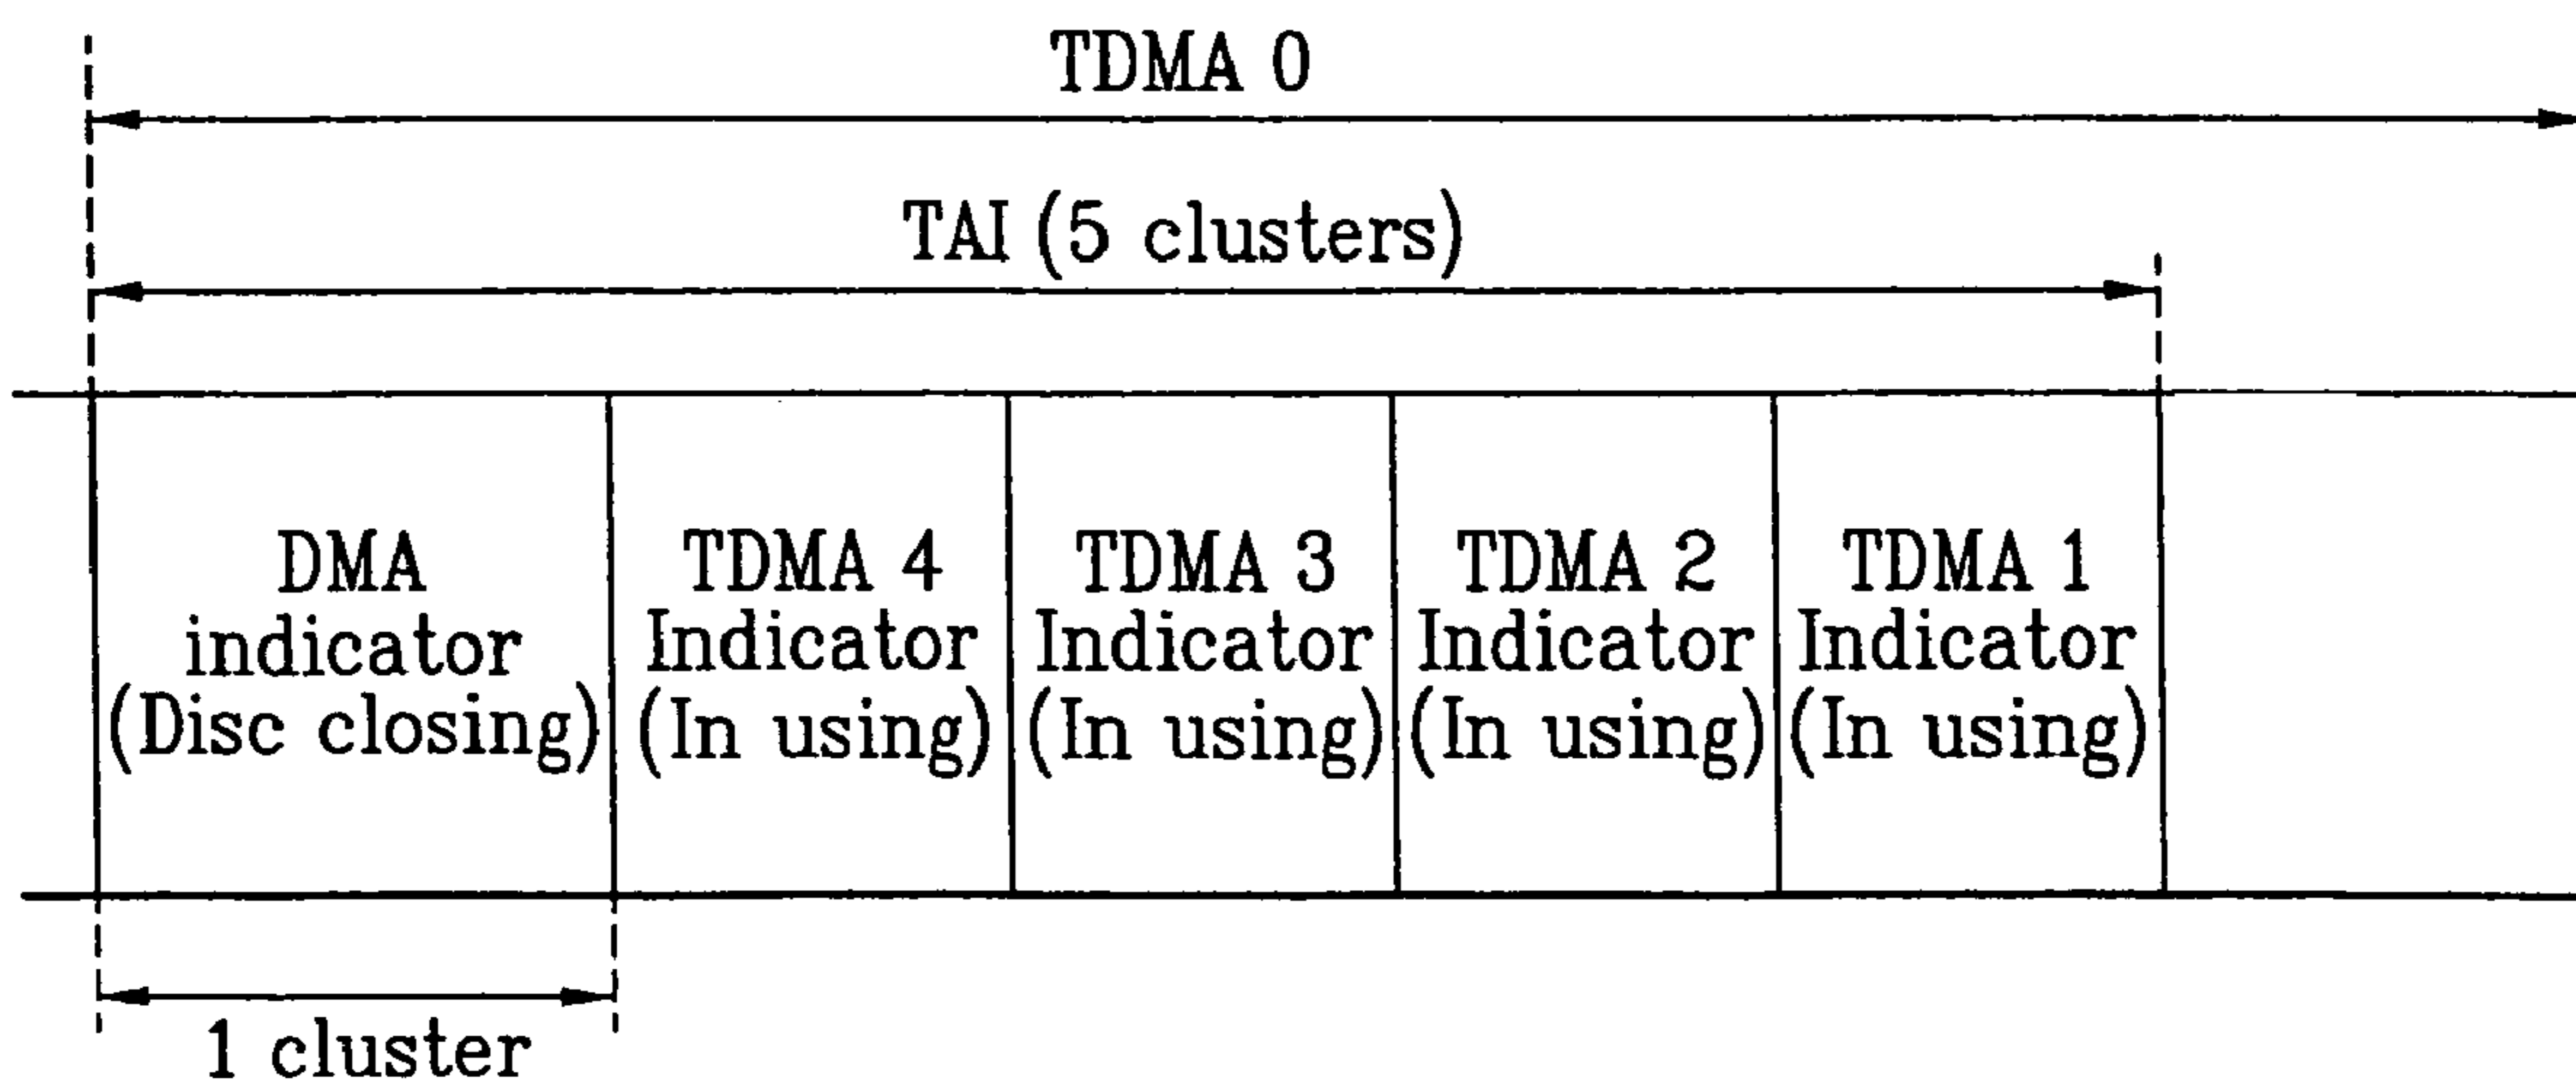 TDMA 0
TAI (5 clusters)
DMA
indicator
(Disc closing)
TDMA 4
Indicator
(In using)
TDMA 3
Indicator
(In using)
TDMA 2
Indicator
(In using)
TDMA 1
Indicator
(In using)
1 cluster